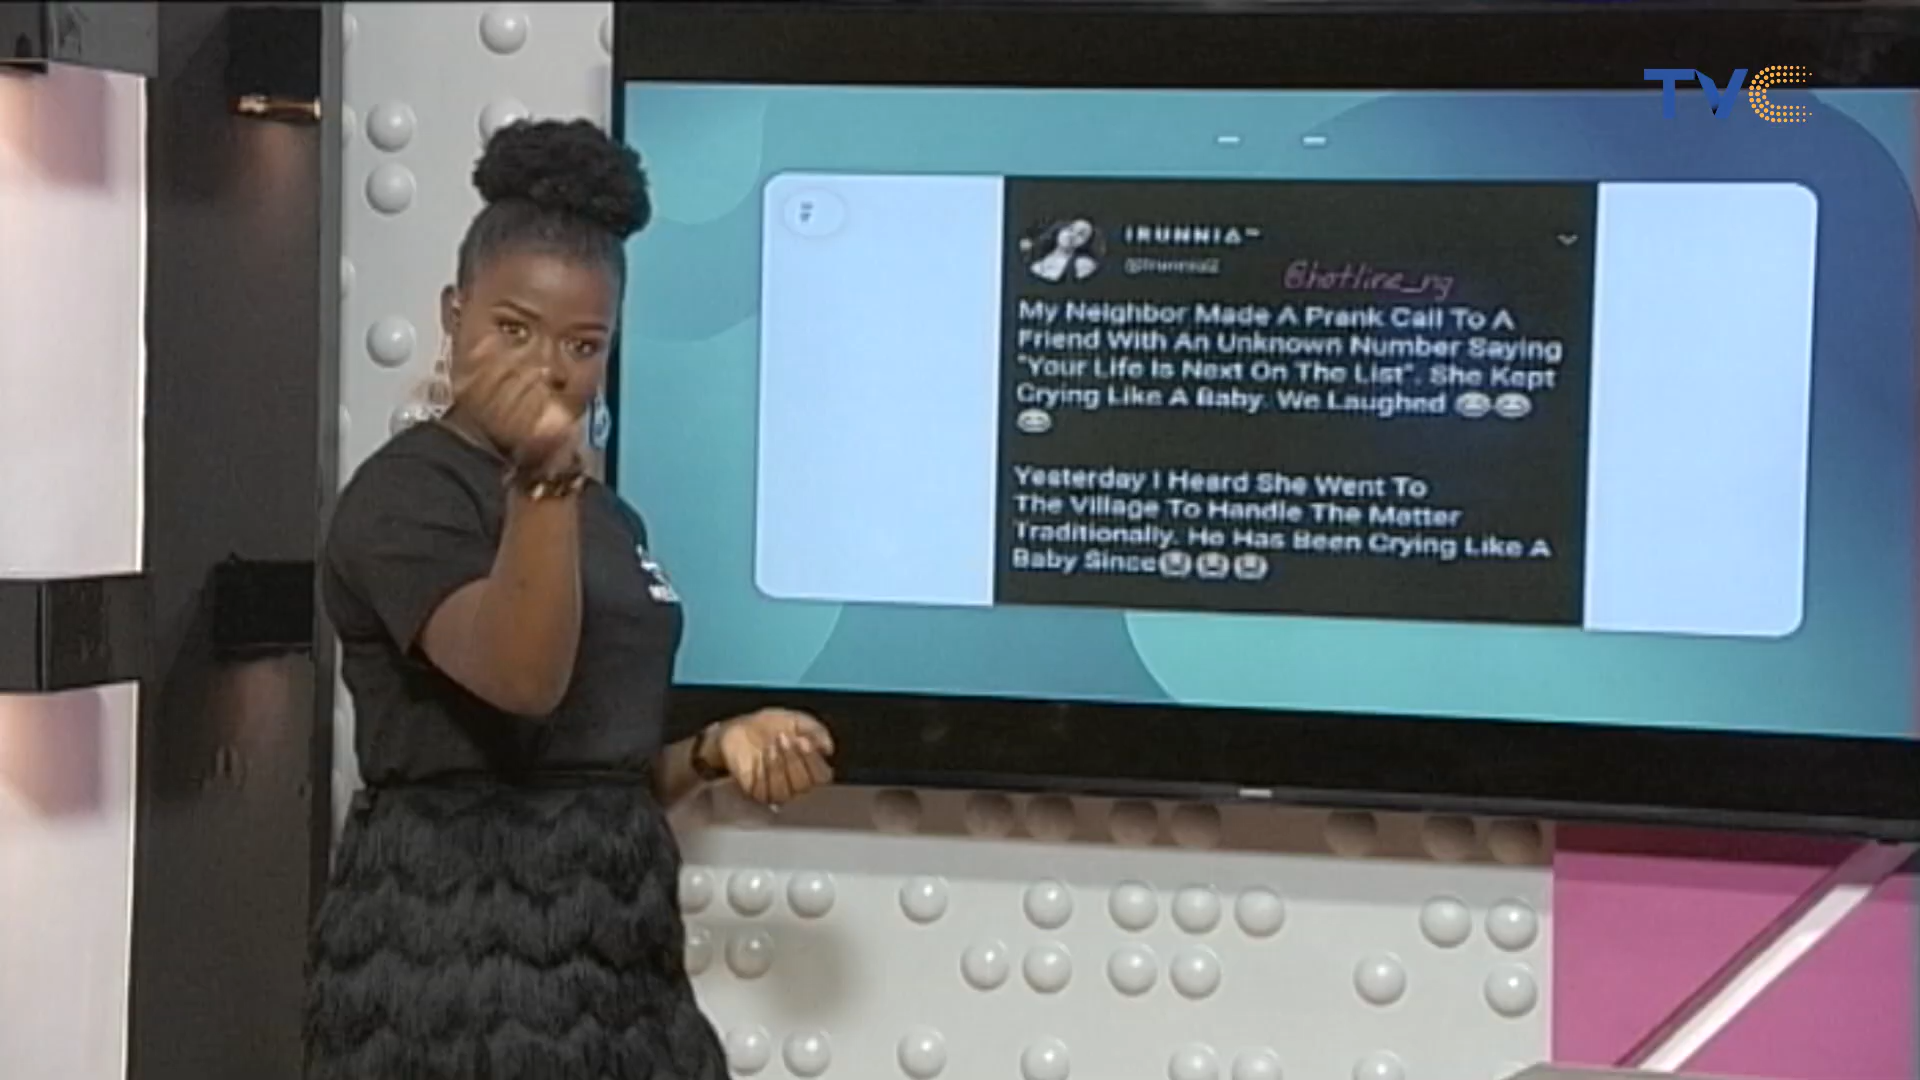 TVC
IRUNNIA~
@hotline_ng
My Neighbor Made A Prank Call To A
Friend With An Unknown Number Saying
"Your Life Is Next On The List". She Kept
Crying Like A Baby. We Laughed 😂😂
😂
Yesterday I Heard She Went To
The Village To Handle The Matter
Traditionally. He Has Been Crying Like A
Baby Since😭😭😭